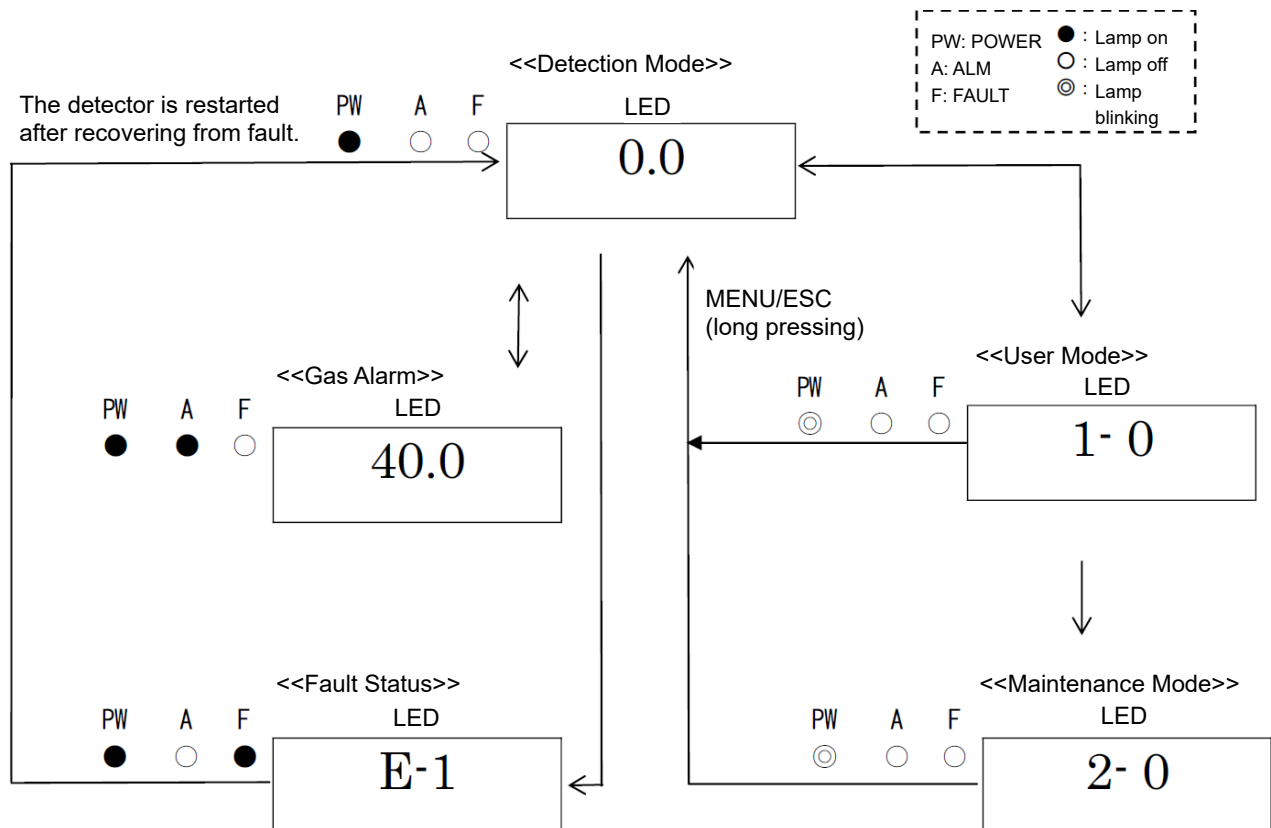 PW: POWER ● : Lamp on
A: ALM ○ : Lamp off
F: FAULT ◎ : Lamp
blinking
<<Detection Mode>>
The detector is restarted
after recovering from fault.
PW A F
LED
0.0
MENU/ESC
(long pressing)
<<Gas Alarm>>
PW A F
LED
40.0
<<User Mode>>
PW A F
LED
1- 0
<<Fault Status>>
PW A F
LED
E-1
<<Maintenance Mode>>
PW A F
LED
2- 0